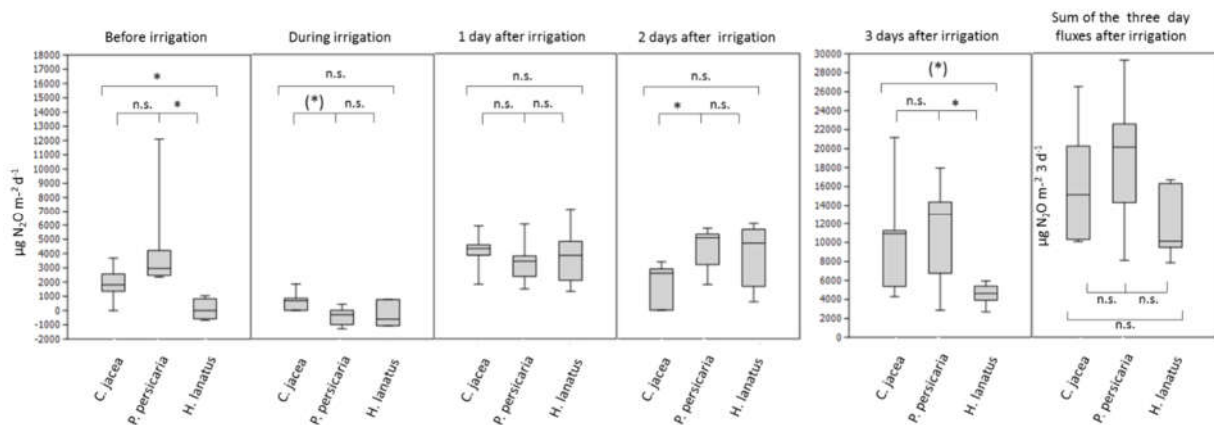 Before irrigation
During irrigation
1 day after irrigation
2 days after irrigation
3 days after irrigation
Sum of the three day
fluxes after irrigation
µg N₂O m⁻² d⁻¹
18000
17000
16000
15000
14000
13000
12000
11000
10000
9000
8000
7000
6000
5000
4000
3000
2000
1000
0
-1000
-2000
*
n.s. *
n.s.
(*) n.s.
n.s.
n.s. n.s.
n.s.
* n.s.
30000
28000
26000
24000
22000
20000
18000
16000
14000
12000
10000
8000
6000
4000
2000
0
(*)
n.s. *
µg N₂O m⁻² 3 d⁻¹
n.s. n.s.
n.s.
C. jacea
P. persicaria
H. lanatus
C. jacea
P. persicaria
H. lanatus
C. jacea
P. persicaria
H. lanatus
C. jacea
P. persicaria
H. lanatus
C. jacea
P. persicaria
H. lanatus
C. jacea
P. persicaria
H. lanatus